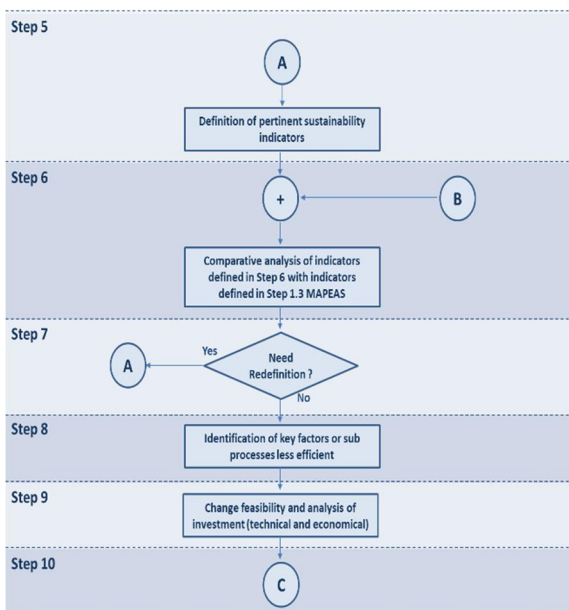 Step 5
A
Definition of pertinent sustainability
indicators
Step 6
+
B
Comparative analysis of indicators
defined in Step 6 with indicators
defined in Step 1.3 MAPEAS
Step 7
Yes
A
Need
Redefinition ?
No
Step 8
Identification of key factors or sub
processes less efficient
Step 9
Change feasibility and analysis of
investment (technical and economical)
Step 10
C